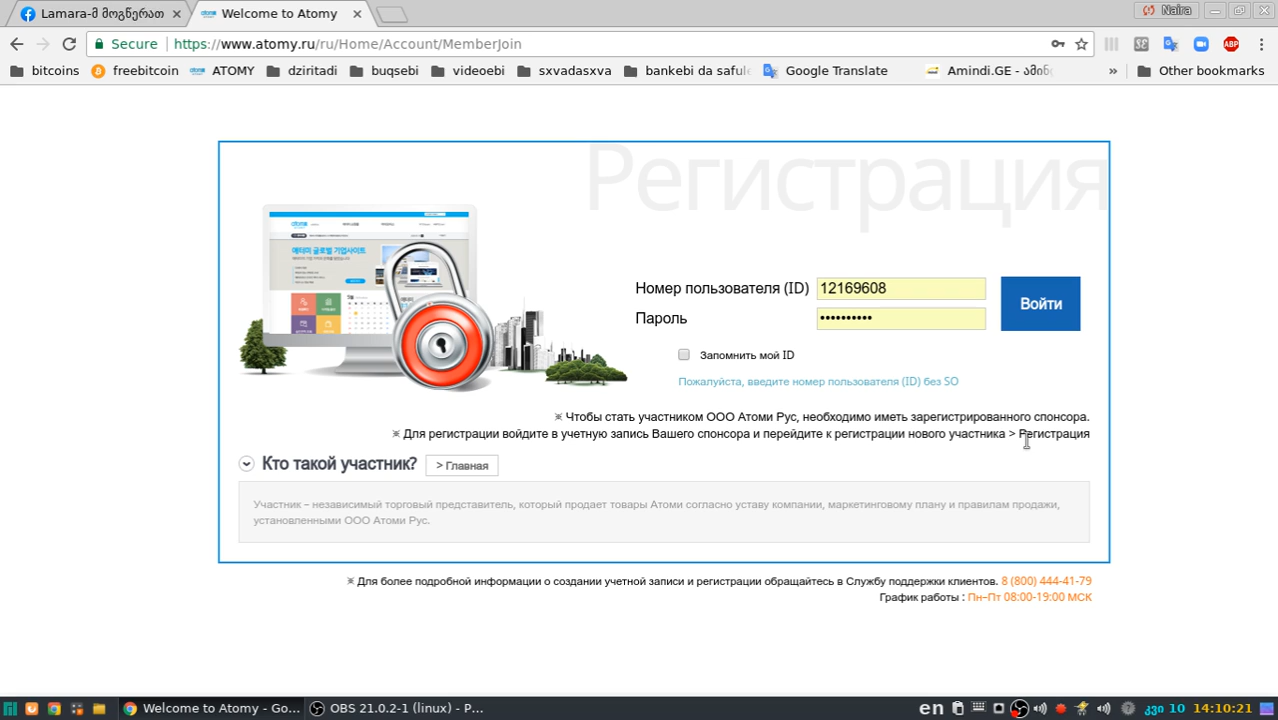 Lamara-მ მოგწერათ
Welcome to Atomy
Naira
Secure
https://www.atomy.ru/ru/Home/Account/MemberJoin
bitcoins
freebitcoin
ATOMY
dziritadi
buqsebi
videoebi
sxvadasxva
bankebi da safule
Google Translate
Amindi.GE - ამინ
»
Other bookmarks
Регистрация
Номер пользователя (ID) 12169608
Войти
Пароль ••••••••••
Запомнить мой ID
Пожалуйста, введите номер пользователя (ID) без SO
※ Чтобы стать участником ООО Атоми Рус, необходимо иметь зарегистрированного спонсора.
※ Для регистрации войдите в учетную запись Вашего спонсора и перейдите к регистрации нового участника > Регистрация
Кто такой участник? > Главная
Участник – независимый торговый представитель, который продает товары Атоми согласно уставу компании, маркетинговому плану и правилам продажи,
установленными ООО Атоми Рус.
※ Для более подробной информации о создании учетной записи и регистрации обращайтесь в Службу поддержки клиентов. 8 (800) 444-41-79
График работы : Пн–Пт 08:00-19:00 МСК
Welcome to Atomy - Go...
OBS 21.0.2-1 (linux) - P...
en
კვი 10 14:10:21